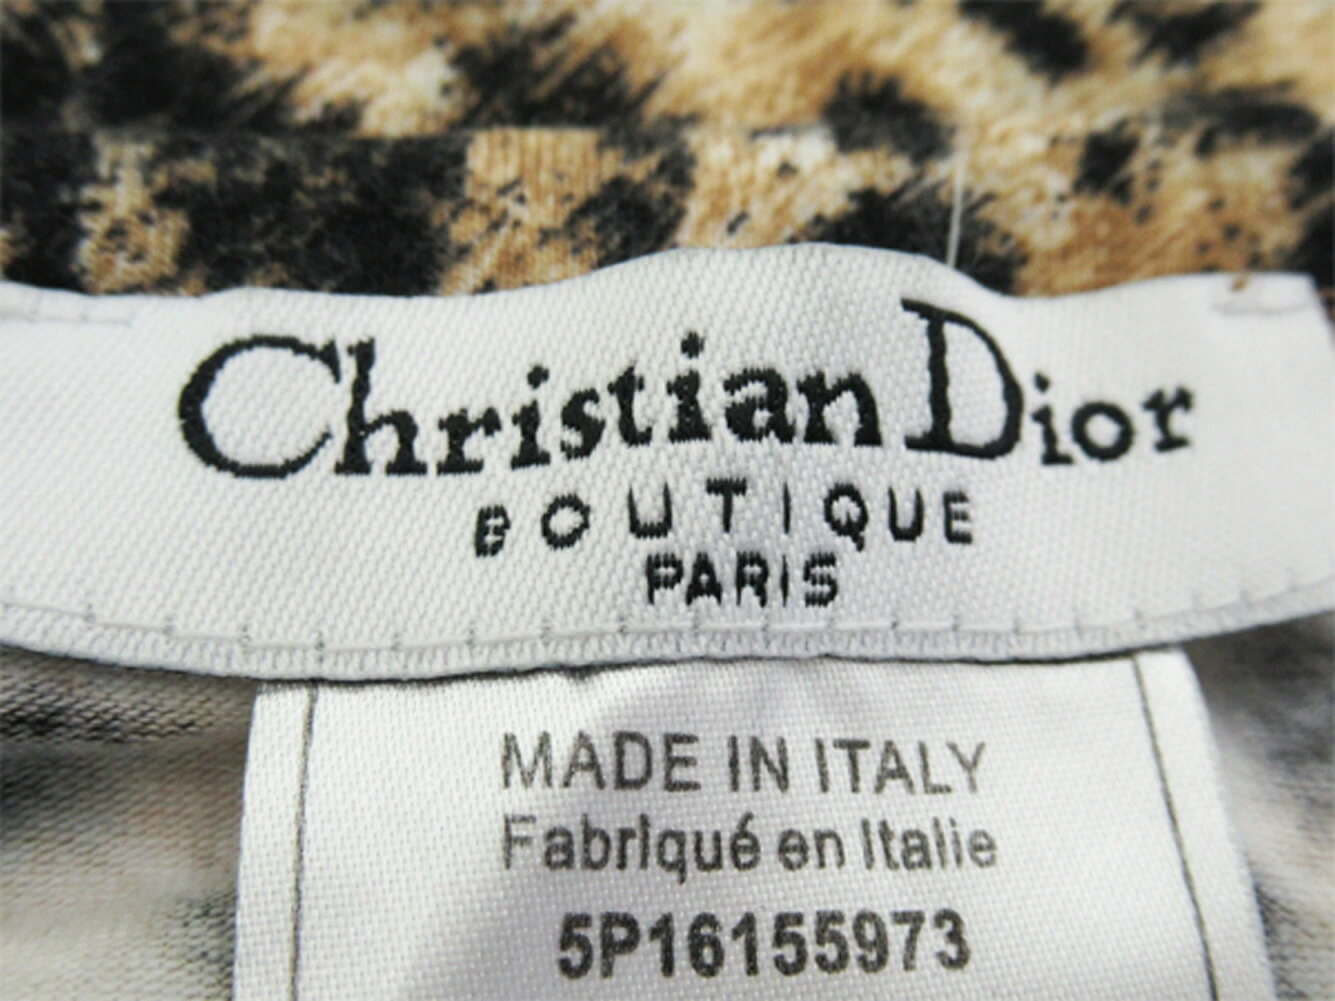 Christian Dior
BOUTIQUE
PARIS
MADE IN ITALY
Fabriqué en Italie
5P16155973